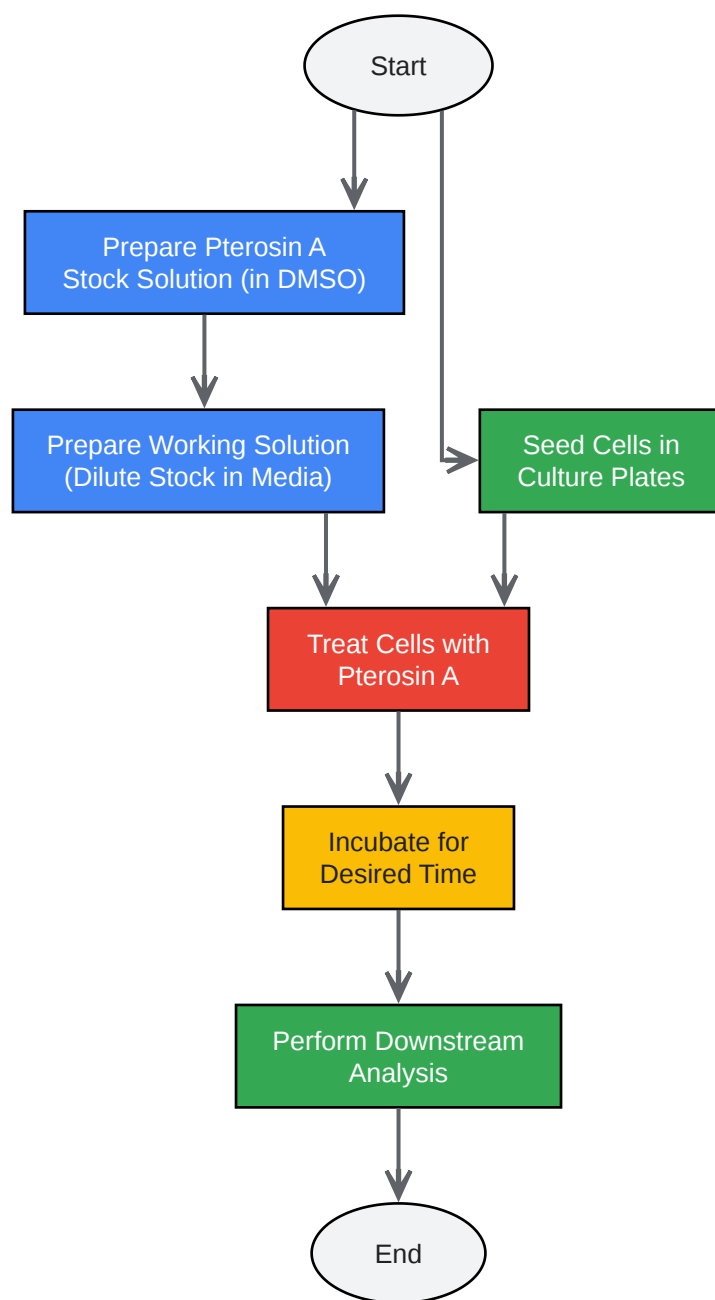 Start
Prepare Pterosin A
Stock Solution (in DMSO)
Prepare Working Solution
(Dilute Stock in Media)
Seed Cells in
Culture Plates
Treat Cells with
Pterosin A
Incubate for
Desired Time
Perform Downstream
Analysis
End